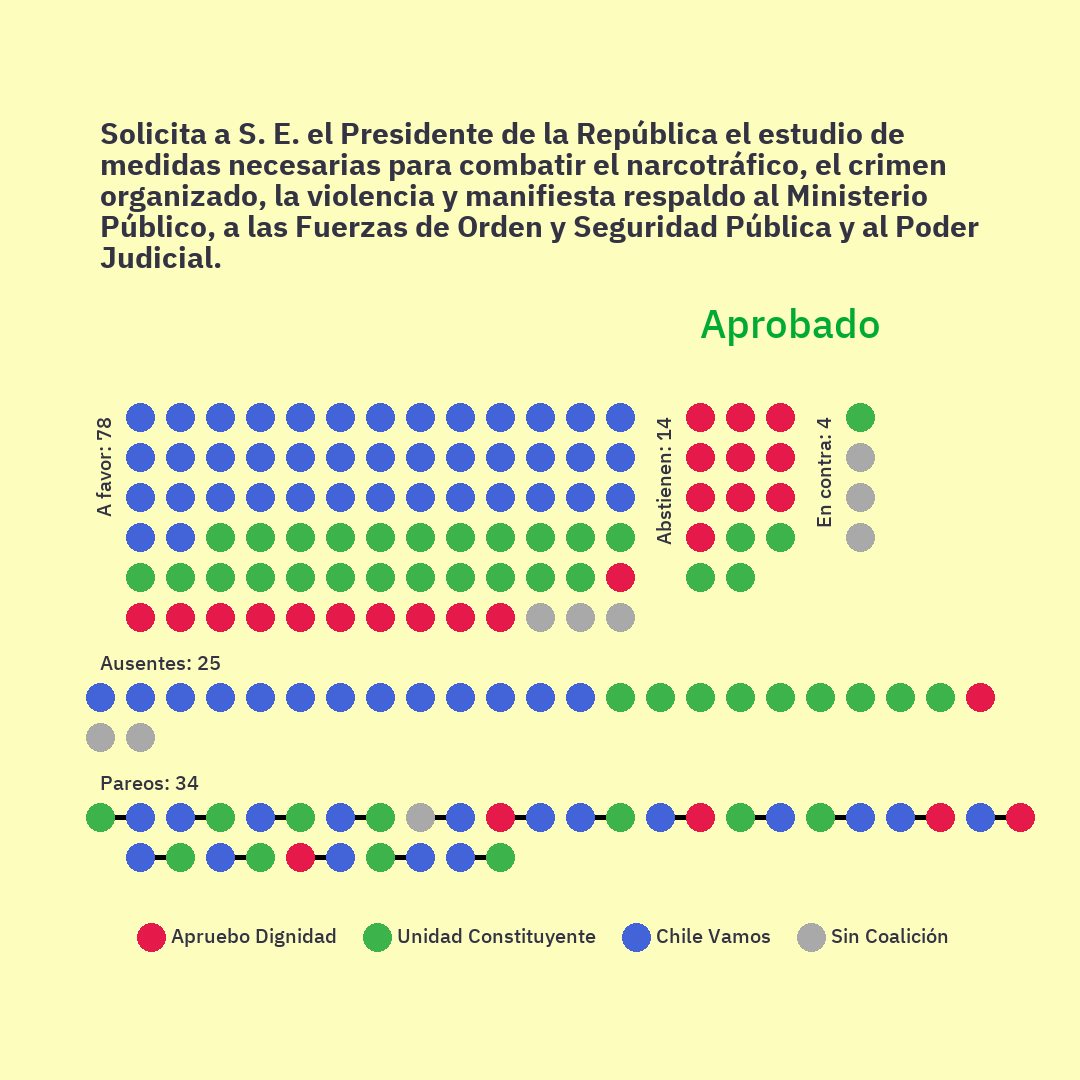 Solicita a S. E. el Presidente de la República el estudio de
medidas necesarias para combatir el narcotráfico, el crimen
organizado, la violencia y manifiesta respaldo al Ministerio
Público, a las Fuerzas de Orden y Seguridad Pública y al Poder
Judicial.
Aprobado
A favor: 78
Abstienen: 14
En contra: 4
Ausentes: 25
Pareos: 34
Apruebo Dignidad
Unidad Constituyente
Chile Vamos
Sin Coalición